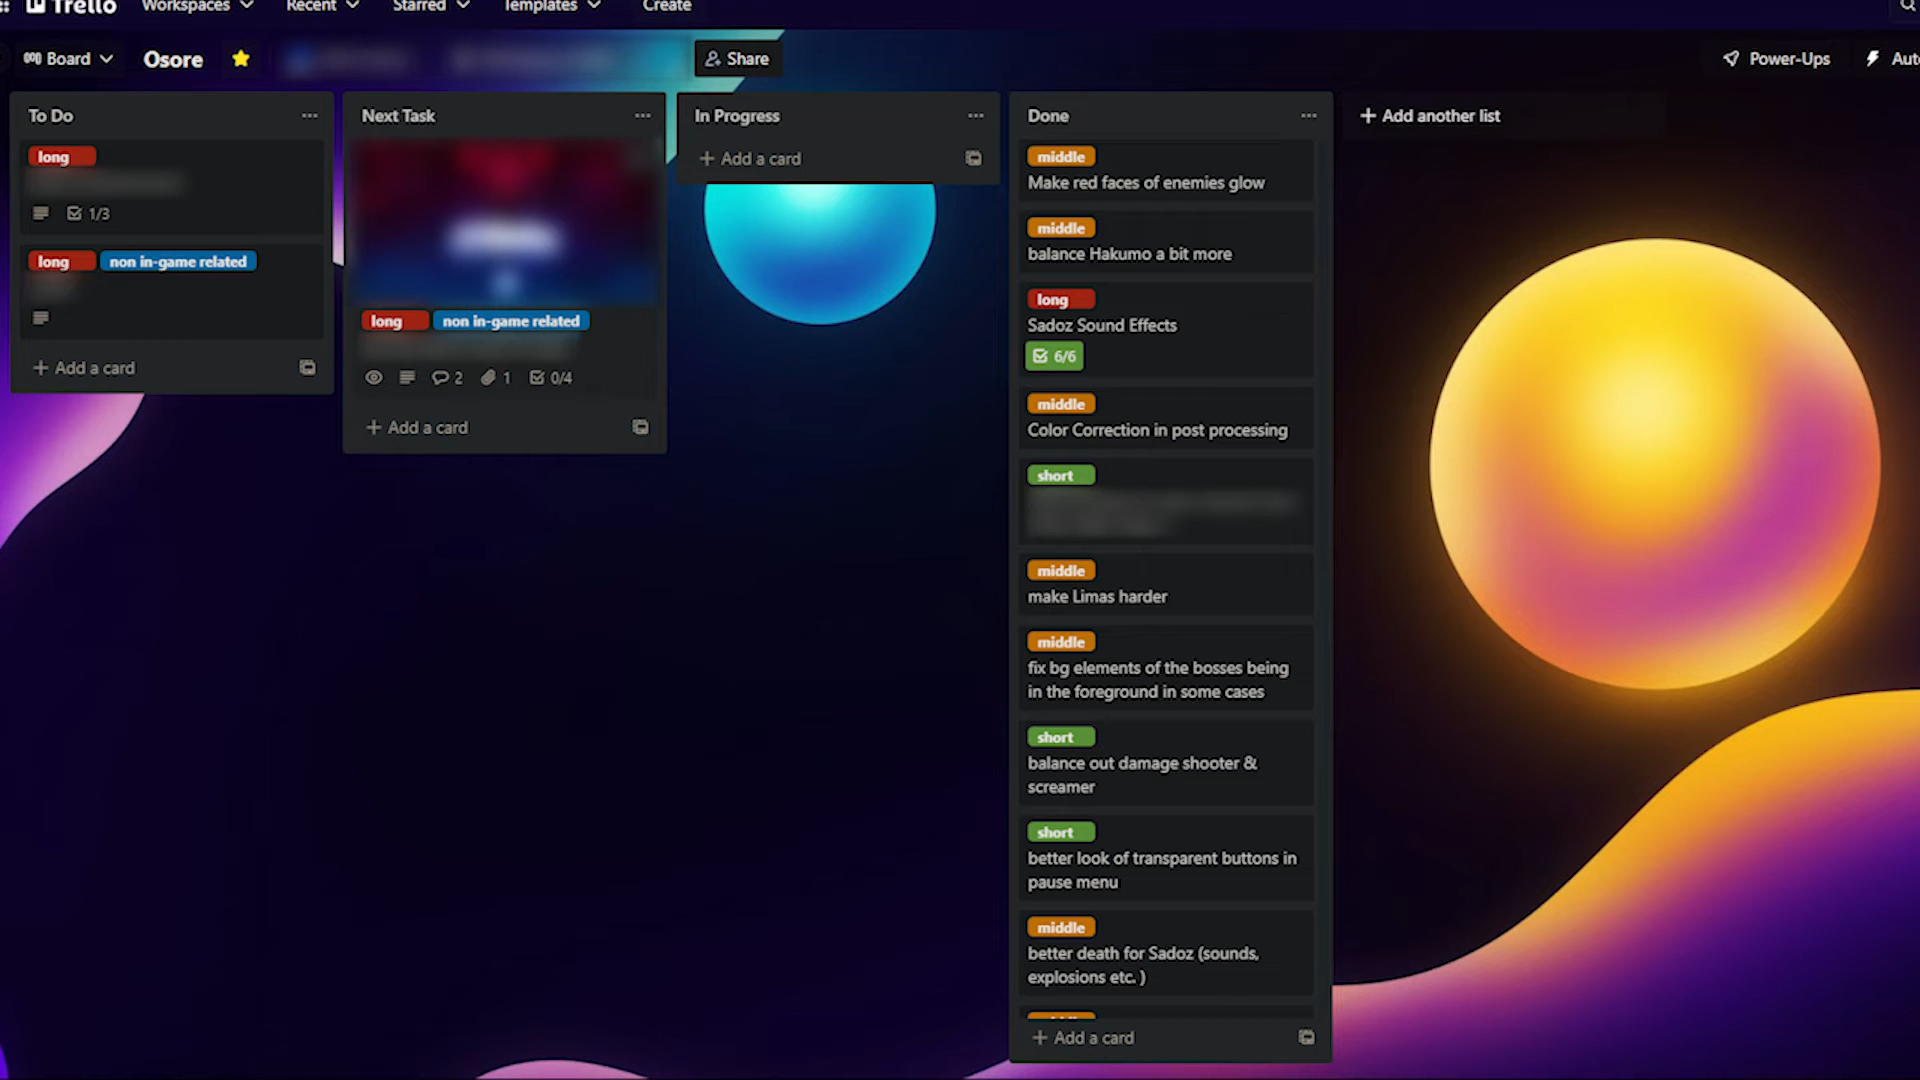 Trello
Workspaces
Recent
Starred
Templates
Create
Board
Osore
Share
Power-Ups
To Do
long
1/3
long
non in-game related
Add a card
Next Task
long
non in-game related
2
1
0/4
Add a card
In Progress
Add a card
Done
middle
Make red faces of enemies glow
middle
balance Hakumo a bit more
long
Sadoz Sound Effects
6/6
middle
Color Correction in post processing
short
middle
make Limas harder
middle
fix bg elements of the bosses being
in the foreground in some cases
short
balance out damage shooter &
screamer
short
better look of transparent buttons in
pause menu
middle
better death for Sadoz (sounds,
explosions etc. )
Add a card
Add another list